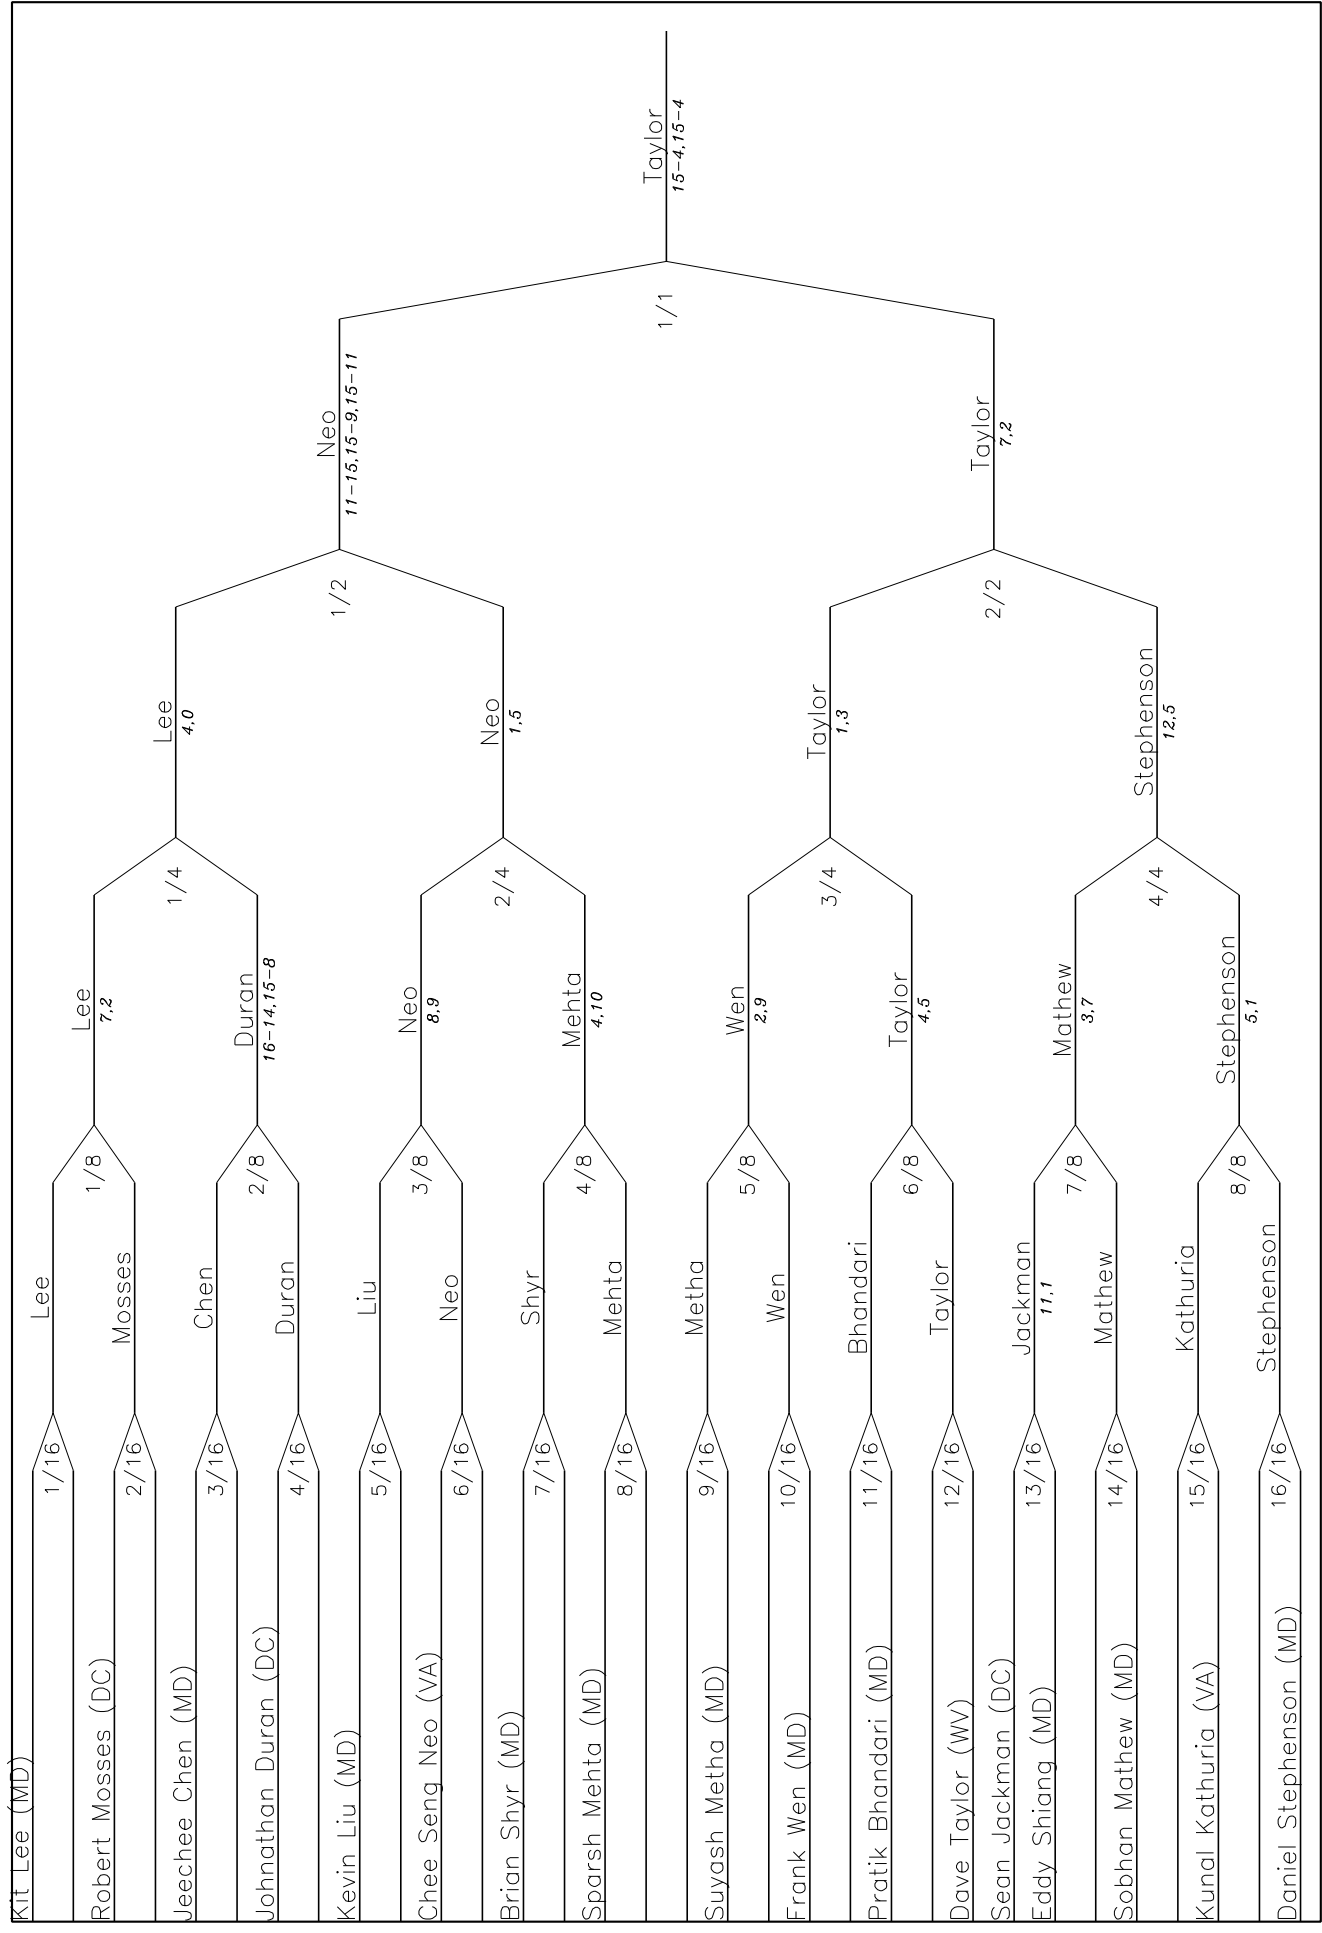 Kit Lee (MD)
Robert Mosses (DC)
Jeechee Chen (MD)
Johnathan Duran (DC)
Kevin Liu (MD)
Chee Seng Neo (VA)
Brian Shyr (MD)
Sparsh Mehta (MD)
Suyash Metha (MD)
Frank Wen (MD)
Pratik Bhandari (MD)
Dave Taylor (WV)
Sean Jackman (DC)
Eddy Shiang (MD)
Sobhan Mathew (MD)
Kunal Kathuria (VA)
Daniel Stephenson (MD)
1/16
2/16
3/16
4/16
5/16
6/16
7/16
8/16
9/16
10/16
11/16
12/16
13/16
14/16
15/16
16/16
Lee
Mosses
Chen
Duran
Liu
Neo
Shyr
Mehta
Metha
Wen
Bhandari
Taylor
Jackman
11,1
Mathew
Kathuria
Stephenson
1/8
2/8
3/8
4/8
5/8
6/8
7/8
8/8
Lee
7,2
Duran
16-14,15-8
Neo
8,9
Mehta
4,10
Wen
2,9
Taylor
4,5
Mathew
3,7
Stephenson
5,1
1/4
2/4
3/4
4/4
Lee
4,0
Neo
1,5
Taylor
1,3
Stephenson
12,5
1/2
2/2
Neo
11-15,15-9,15-11
Taylor
7,2
1/1
Taylor
15-4,15-4